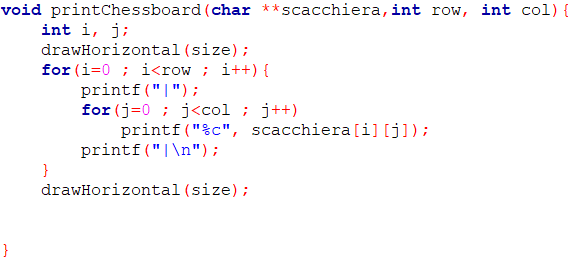 void printChessboard(char **scacchiera,int row, int col){
    int i, j;
    drawHorizontal(size);
    for(i=0 ; i<row ; i++){
        printf("|");
        for(j=0 ; j<col ; j++)
            printf("%c", scacchiera[i][j]);
        printf("|\n");
    }
    drawHorizontal(size);
}